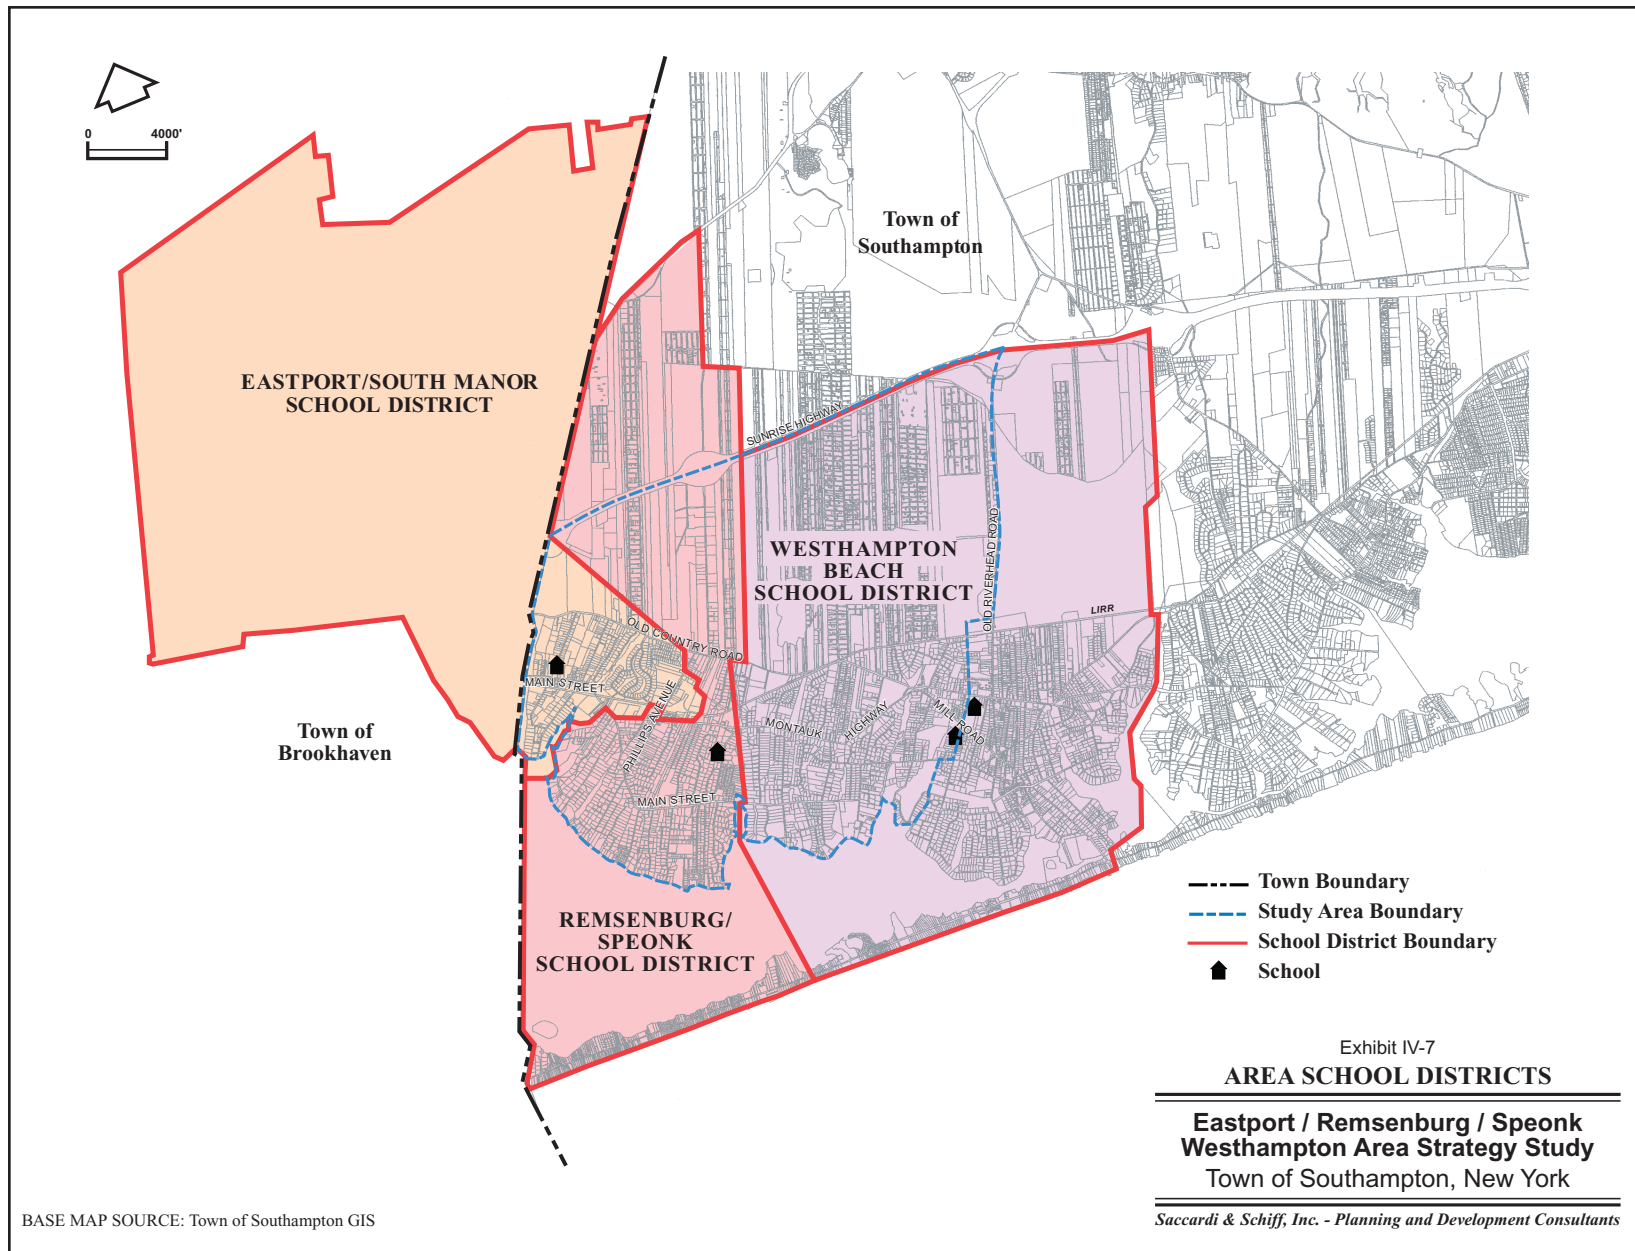 0 4000'
Town of
Southampton
EASTPORT/SOUTH MANOR
SCHOOL DISTRICT
SUNRISE HIGHWAY
WESTHAMPTON
BEACH
SCHOOL DISTRICT
OLD RIVERHEAD ROAD
LIRR
OLD COUNTRY ROAD
MAIN STREET
PHILLIPS AVENUE
MONTAUK HIGHWAY
MILL ROAD
Town of
Brookhaven
MAIN STREET
REMSENBURG/
SPEONK
SCHOOL DISTRICT
Town Boundary
Study Area Boundary
School District Boundary
School
Exhibit IV-7
AREA SCHOOL DISTRICTS
Eastport / Remsenburg / Speonk
Westhampton Area Strategy Study
Town of Southampton, New York
Saccardi & Schiff, Inc. - Planning and Development Consultants
BASE MAP SOURCE: Town of Southampton GIS